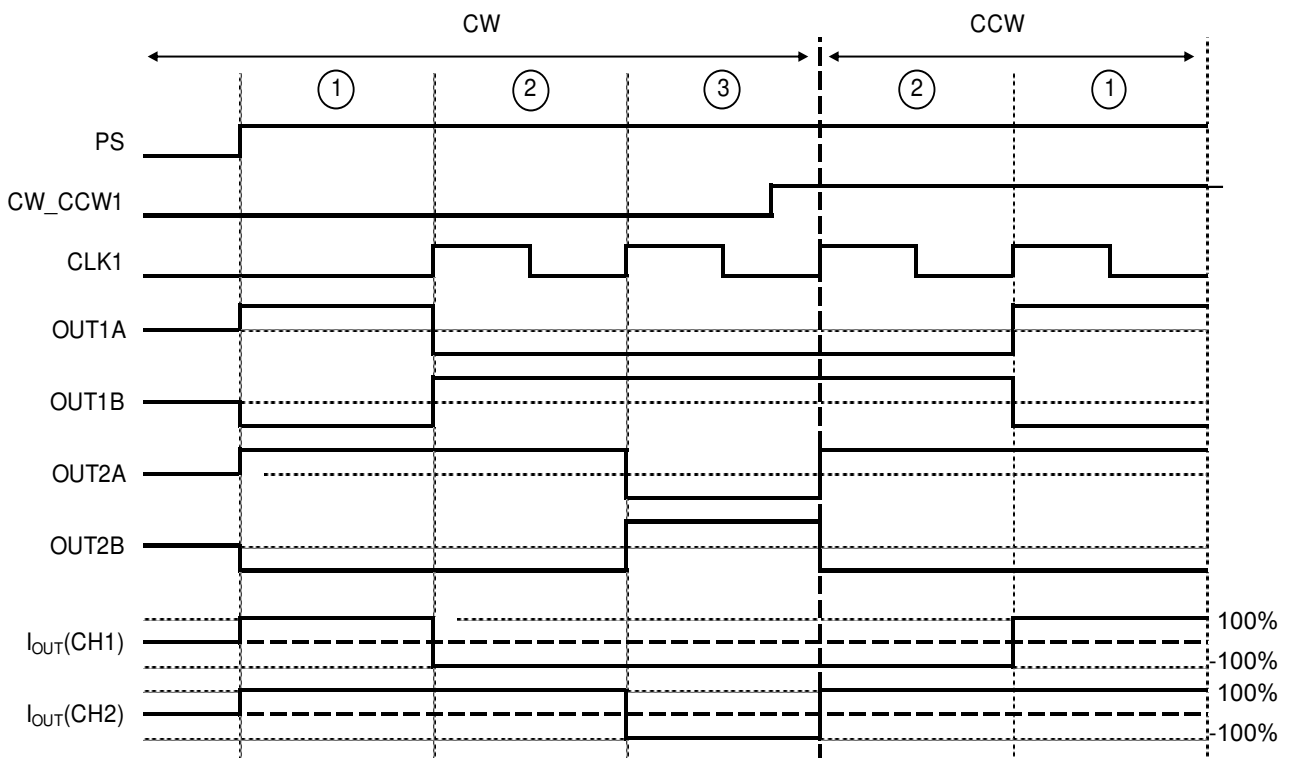 CW CCW
1 2 3 2 1
PS
CW_CCW1
CLK1
OUT1A
OUT1B
OUT2A
OUT2B
IOUT(CH1) 100%
-100%
IOUT(CH2) 100%
-100%